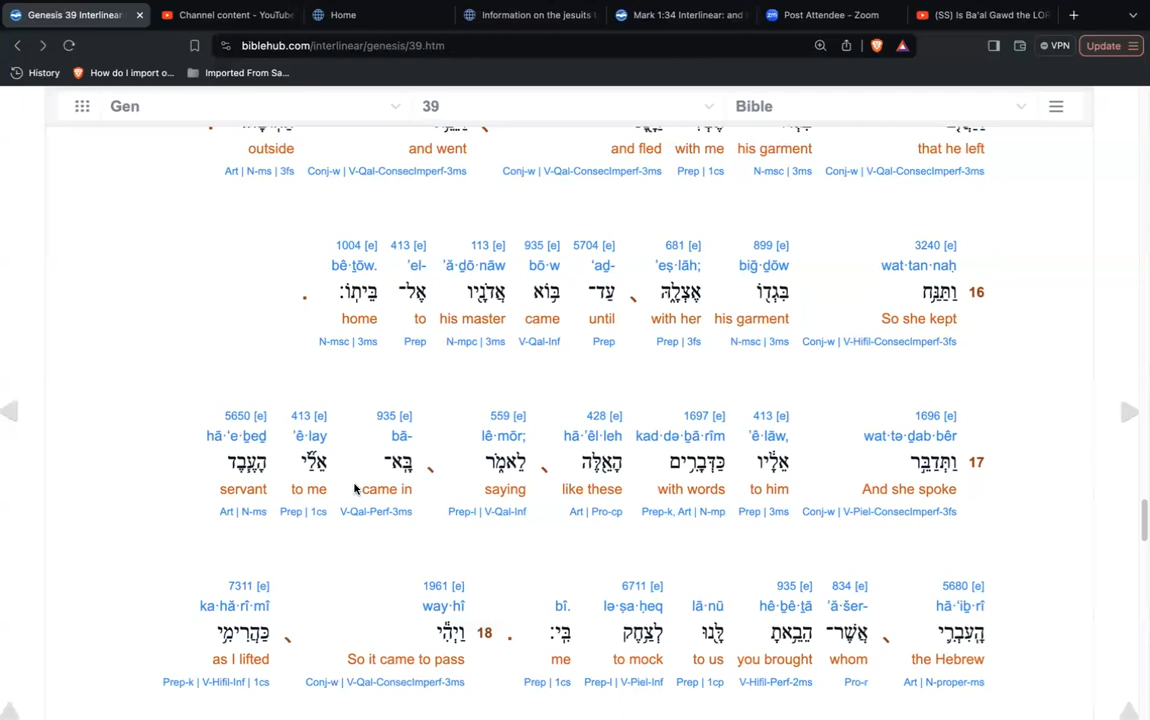 Genesis 39 Interlinear
Channel content - YouTube
Home
Information on the jesuits
Mark 1:34 Interlinear: and
Post Attendee - Zoom
(SS) Is Ba'al Gawd the LOR
biblehub.com/interlinear/genesis/39.htm
VPN
Update
History
How do I import o...
Imported From Sa...
Gen
39
Bible
outside and went and fled with me his garment that he left
Art | N-ms | 3fs Conj-w | V-Qal-ConsecImperf-3ms Conj-w | V-Qal-ConsecImperf-3ms Prep | 1cs N-msc | 3ms Conj-w | V-Qal-ConsecImperf-3ms
1004 [e] 413 [e] 113 [e] 935 [e] 5704 [e] 681 [e] 899 [e] 3240 [e]
bê·ṯōw. 'el- 'ă·ḏō·nāw bō·w 'aḏ- 'eṣ·lāh; biḡ·ḏōw wat·tan·naḥ
16 וַתַּנַּ֥ח בִּגְד֖וֹ אֶצְלָ֑הּ עַד־ בּ֥וֹא אֲדֹנָ֖יו אֶל־ בֵּיתֽוֹ׃
home to his master came until with her his garment So she kept
N-msc | 3ms Prep N-mpc | 3ms V-Qal-Inf Prep Prep | 3fs N-msc | 3ms Conj-w | V-Hifil-ConsecImperf-3fs
5650 [e] 413 [e] 935 [e] 559 [e] 428 [e] 1697 [e] 413 [e] 1696 [e]
hā·'e·ḇeḏ 'ê·lay bā- lê·mōr; hā·'êl·leh kad·də·ḇā·rîm 'ê·lāw, wat·tə·ḏab·bêr
17 וַתְּדַבֵּ֣ר אֵלָ֔יו כַּדְּבָרִ֥ים הָאֵ֖לֶּה לֵאמֹ֑ר בָּֽא־ אֵלַ֞י הָעֶ֧בֶד
servant to me came in saying like these with words to him And she spoke
Art | N-ms Prep | 1cs V-Qal-Perf-3ms Prep-l | V-Qal-Inf Art | Pro-cp Prep-k, Art | N-mp Prep | 3ms Conj-w | V-Piel-ConsecImperf-3fs
7311 [e] 1961 [e] 6711 [e] 935 [e] 834 [e] 5680 [e]
ka·hă·rî·mî way·hî bî. lə·ṣa·ḥeq lā·nū hê·ḇê·ṯā 'ă·šer- hā·'iḇ·rî
הָֽעִבְרִ֛י אֲשֶׁר־ הֵבֵ֥אתָ לָּ֖נוּ לְצַ֥חֶק בִּֽי׃ 18 וַיְהִ֕י כַּהֲרִימִ֥י
as I lifted So it came to pass me to mock to us you brought whom the Hebrew
Prep-k | V-Hifil-Inf | 1cs Conj-w | V-Qal-ConsecImperf-3ms Prep | 1cs Prep-l | V-Piel-Inf Prep | 1cp V-Hifil-Perf-2ms Pro-r Art | N-proper-ms